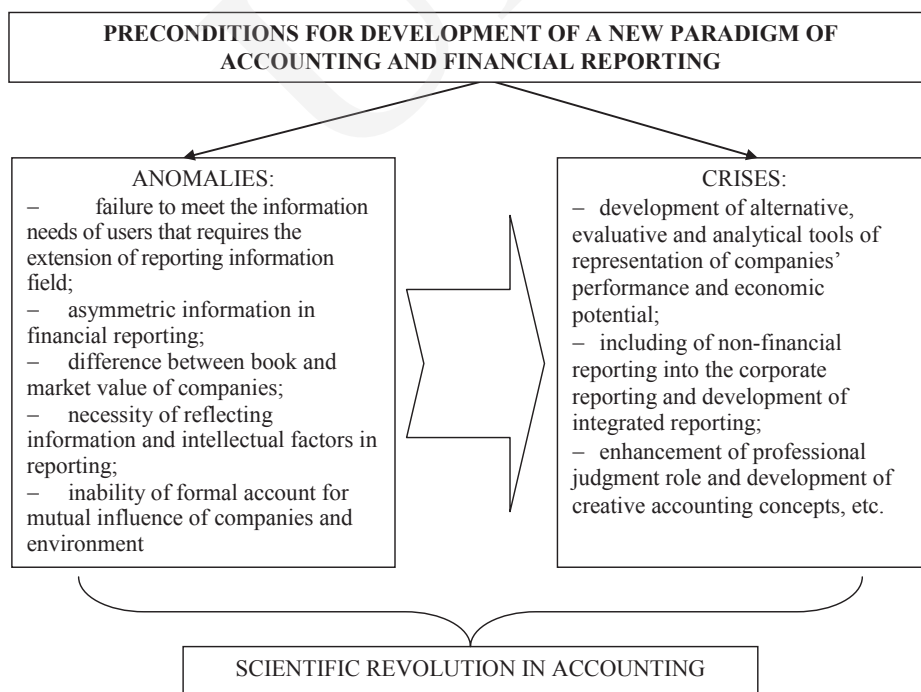 PRECONDITIONS FOR DEVELOPMENT OF A NEW PARADIGM OF
ACCOUNTING AND FINANCIAL REPORTING
ANOMALIES:
– failure to meet the information
needs of users that requires the
extension of reporting information
field;
– asymmetric information in
financial reporting;
– difference between book and
market value of companies;
– necessity of reflecting
information and intellectual factors in
reporting;
– inability of formal account for
mutual influence of companies and
environment
CRISES:
– development of alternative,
evaluative and analytical tools of
representation of companies’
performance and economic
potential;
– including of non-financial
reporting into the corporate
reporting and development of
integrated reporting;
– enhancement of professional
judgment role and development of
creative accounting concepts, etc.
SCIENTIFIC REVOLUTION IN ACCOUNTING